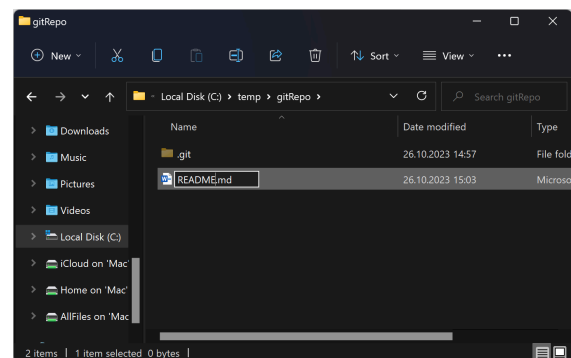 gitRepo
New Sort View
Local Disk (C:) temp gitRepo Search gitRepo
Name Date modified Type
Downloads
Music
Pictures
Videos
Local Disk (C:)
iCloud on 'Mac'
Home on 'Mac'
AllFiles on 'Mac
.git 26.10.2023 14:57 File fold
README.md 26.10.2023 15:03 Microso
2 items 1 item selected 0 bytes